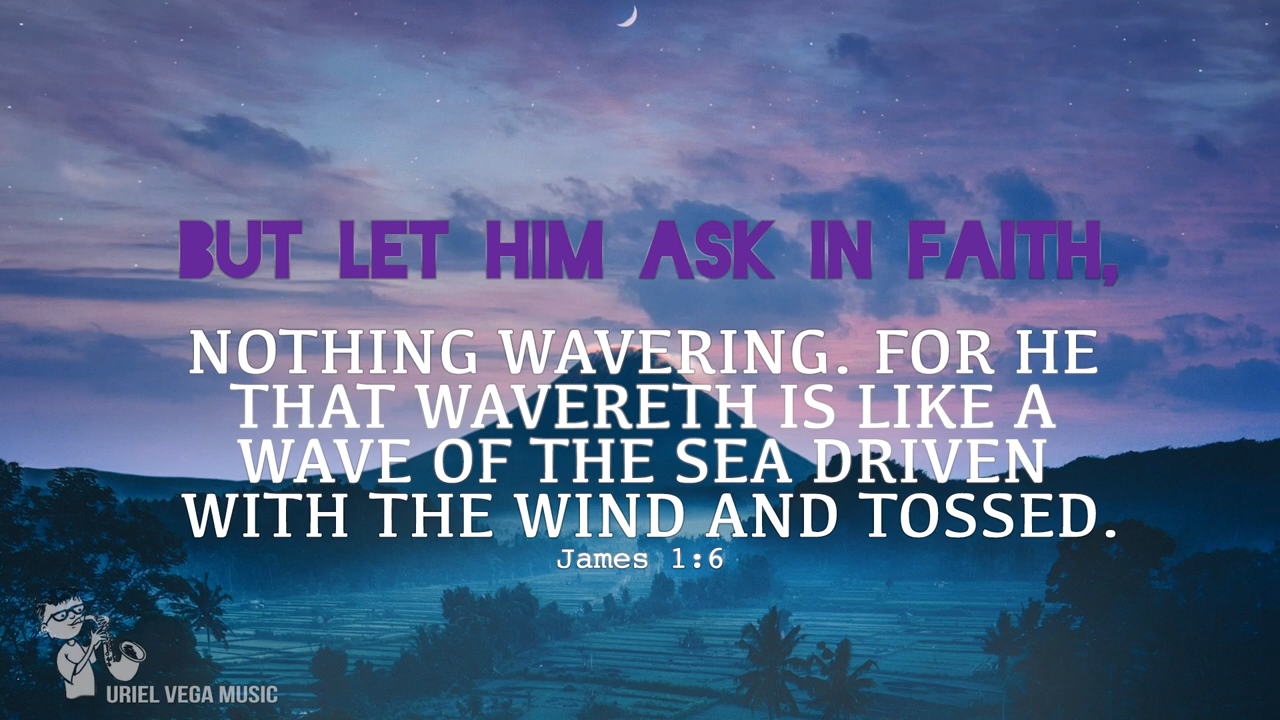 BUT LET HIM ASK IN FAITH,
NOTHING WAVERING. FOR HE
THAT WAVERETH IS LIKE A
WAVE OF THE SEA DRIVEN
WITH THE WIND AND TOSSED.
James 1:6
URIEL VEGA MUSIC